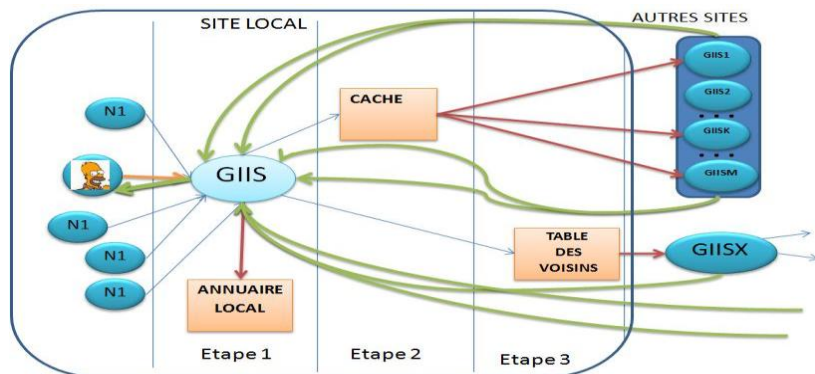 SITE LOCAL
AUTRES SITES
GIIS1
GIIS2
GIISK
GIISM
N1
CACHE
GIIS
N1
N1
N1
TABLE
DES
VOISINS
GIISX
ANNUAIRE
LOCAL
Etape 1
Etape 2
Etape 3